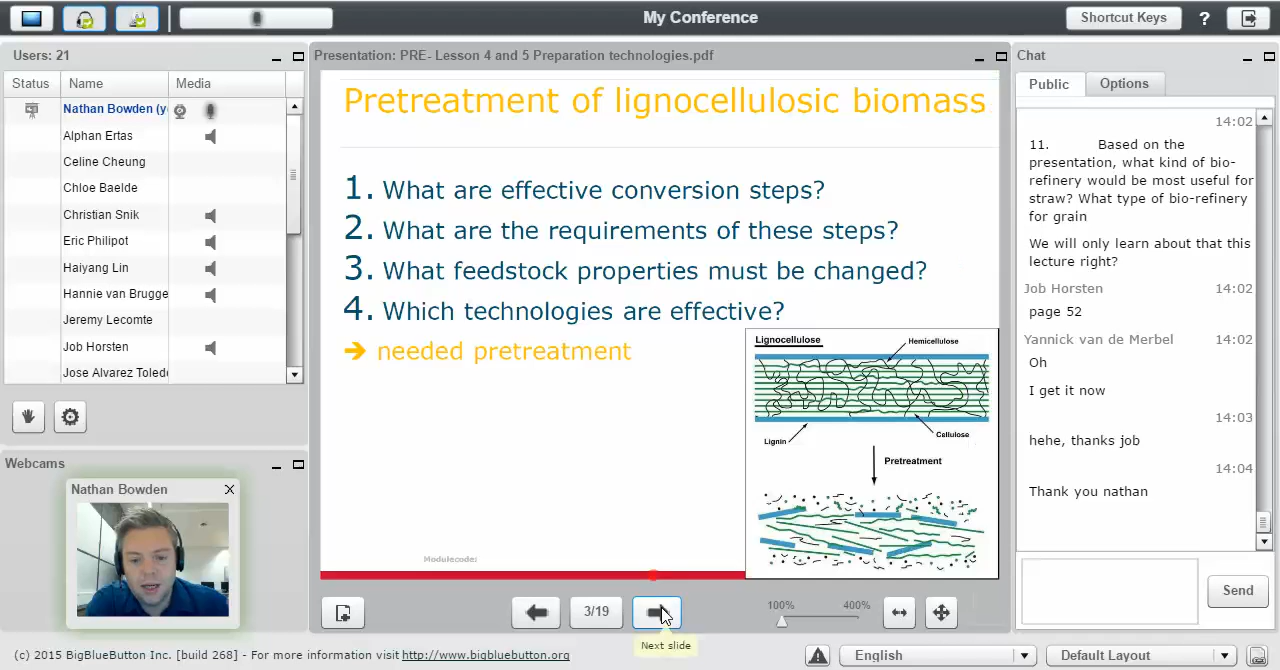 My Conference
Shortcut Keys
?
Users: 21
Status Name Media
Nathan Bowden (y
Alphan Ertas
Celine Cheung
Chloe Baelde
Christian Snik
Eric Philipot
Haiyang Lin
Hannie van Brugge
Jeremy Lecomte
Job Horsten
Jose Alvarez Toled
Webcams
Nathan Bowden
Presentation: PRE- Lesson 4 and 5 Preparation technologies.pdf
Pretreatment of lignocellulosic biomass
1. What are effective conversion steps?
2. What are the requirements of these steps?
3. What feedstock properties must be changed?
4. Which technologies are effective?
➔ needed pretreatment
Lignocellulose
Hemicellulose
Lignin
Cellulose
Pretreatment
Modulecode:
3/19
Next slide
100% 400%
Chat
Public Options
14:02
11. Based on the
presentation, what kind of bio-
refinery would be most useful for
straw? What type of bio-refinery
for grain
We will only learn about that this
lecture right?
Job Horsten 14:02
page 52
Yannick van de Merbel 14:02
Oh
I get it now
14:03
hehe, thanks job
14:04
Thank you nathan
Send
(c) 2015 BigBlueButton Inc. [build 268] - For more information visit http://www.bigbluebutton.org
English
Default Layout